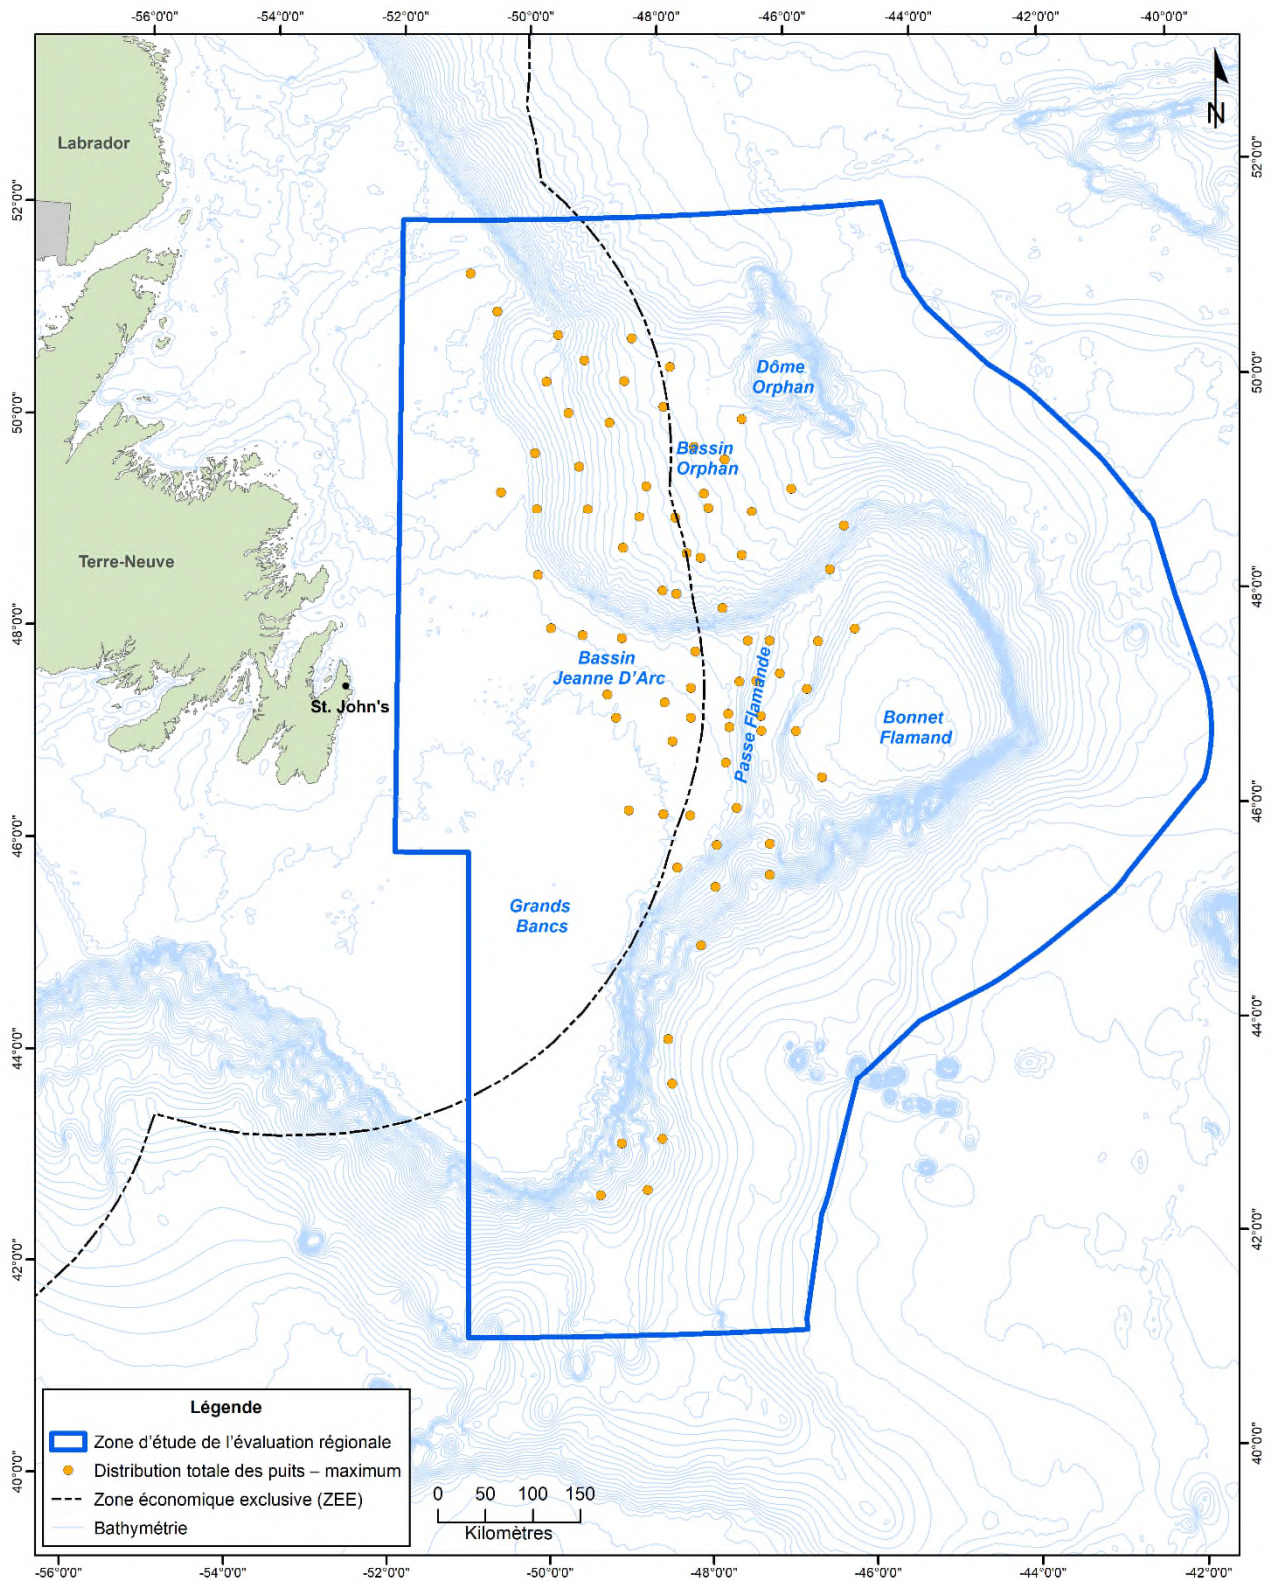 -56°0'0" -54°0'0" -52°0'0" -50°0'0" -48°0'0" -46°0'0" -44°0'0" -42°0'0" -40°0'0"
N
Labrador
52°0'0"
52°0'0"
Dôme
Orphan
50°0'0"
50°0'0"
Bassin
Orphan
Terre-Neuve
48°0'0"
48°0'0"
Bassin
Jeanne D'Arc
Passe Flamande
St. John's
Bonnet
Flamand
46°0'0"
46°0'0"
Grands
Bancs
44°0'0"
44°0'0"
42°0'0"
42°0'0"
40°0'0"
40°0'0"
Légende
Zone d'étude de l'évaluation régionale
Distribution totale des puits – maximum
Zone économique exclusive (ZEE)
Bathymétrie
0 50 100 150
Kilomètres
-56°0'0" -54°0'0" -52°0'0" -50°0'0" -48°0'0" -46°0'0" -44°0'0" -42°0'0"